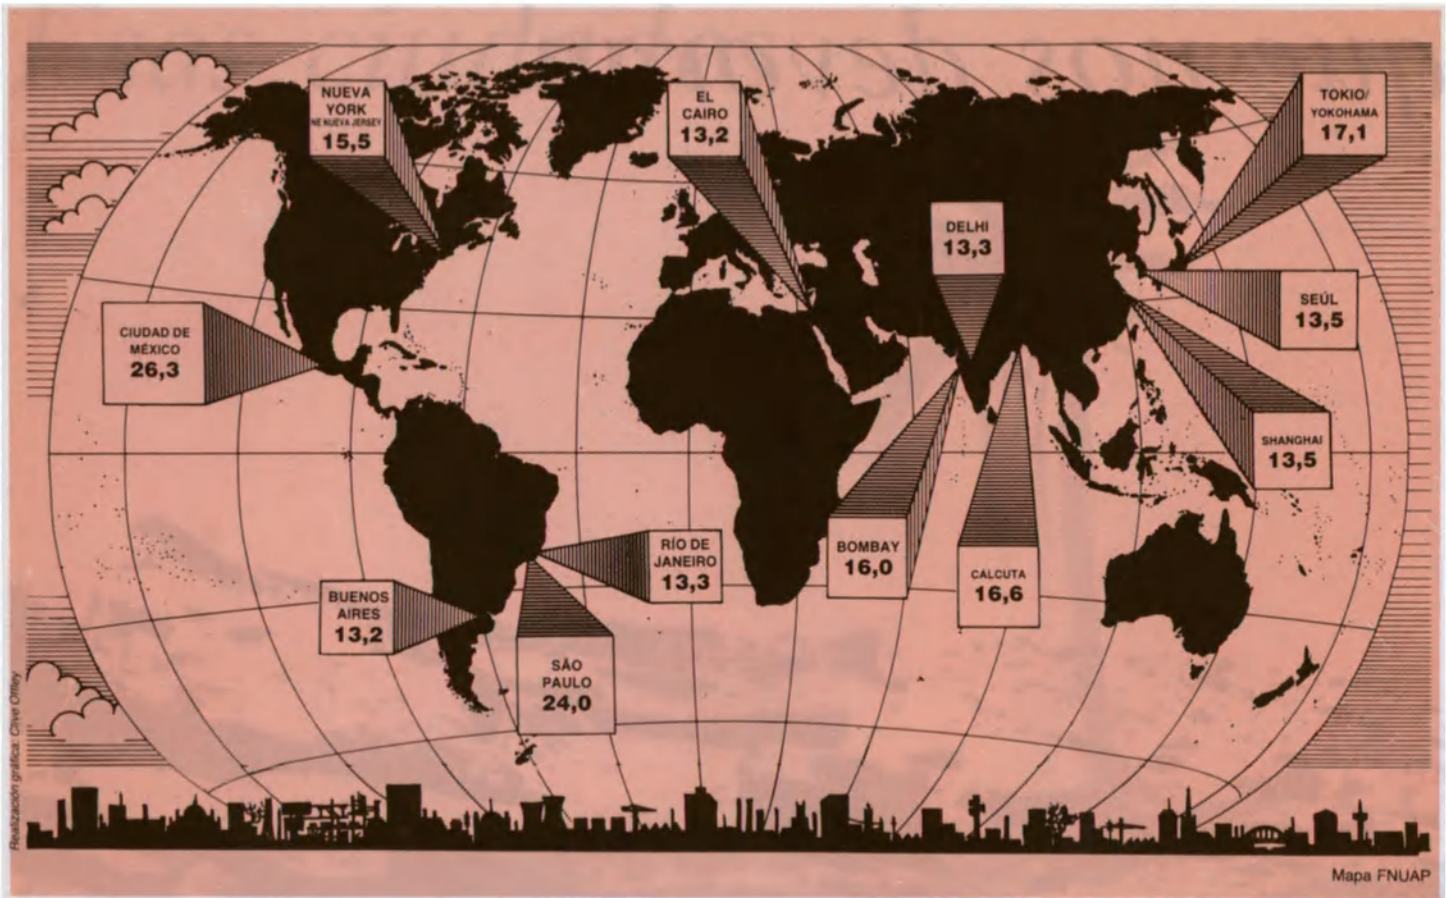 NUEVA
YORK
NE NUEVA JERSEY
15,5
EL
CAIRO
13,2
TOKIO/
YOKOHAMA
17,1
DELHI
13,3
SEÚL
13,5
CIUDAD DE
MÉXICO
26,3
SHANGHAI
13,5
RÍO DE
JANEIRO
13,3
BOMBAY
16,0
CALCUTA
16,6
BUENOS
AIRES
13,2
SÃO
PAULO
24,0
Realización gráfica: Clive Offley
Mapa FNUAP